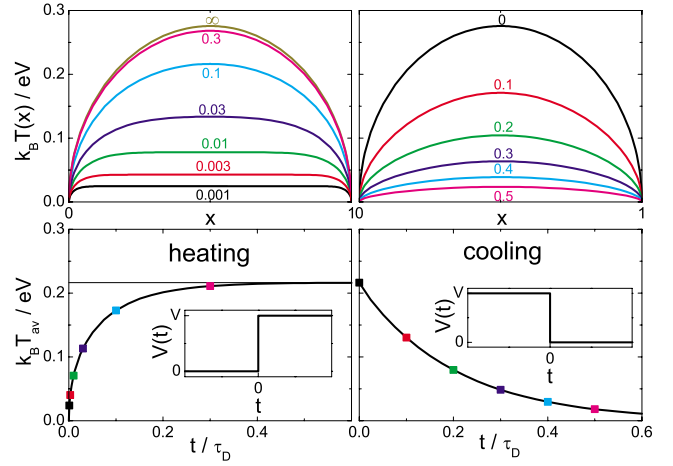 0.3
0.2
0.1
0.0
k_B T(x) / eV
∞
0.3
0.1
0.03
0.01
0.003
0.001
0
x
1
0
0.1
0.2
0.3
0.4
0.5
0
x
1
0.3
0.2
0.1
0.0
k_B T_av / eV
heating
V
0
V(t)
0
t
0.0
0.2
0.4
t / τ_D
cooling
V
0
V(t)
0
t
0.0
0.2
0.4
0.6
t / τ_D